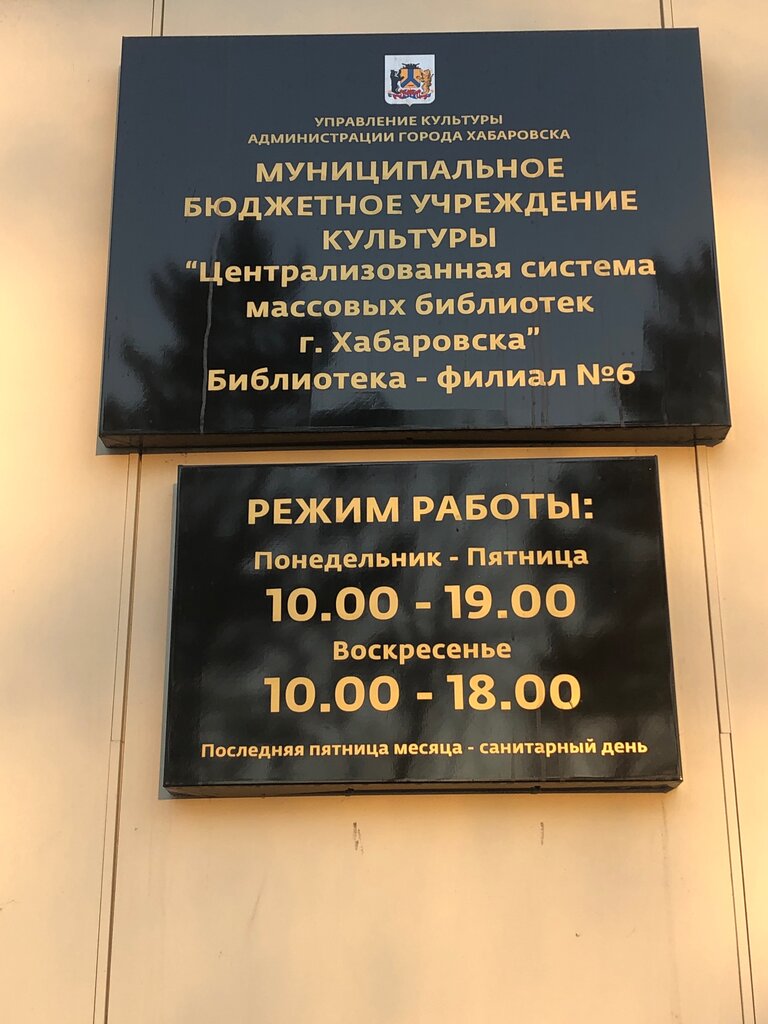 УПРАВЛЕНИЕ КУЛЬТУРЫ
АДМИНИСТРАЦИИ ГОРОДА ХАБАРОВСКА
МУНИЦИПАЛЬНОЕ
БЮДЖЕТНОЕ УЧРЕЖДЕНИЕ
КУЛЬТУРЫ
“Централизованная система
массовых библиотек
г. Хабаровска”
Библиотека - филиал №6
РЕЖИМ РАБОТЫ:
Понедельник - Пятница
10.00 - 19.00
Воскресенье
10.00 - 18.00
Последняя пятница месяца - санитарный день